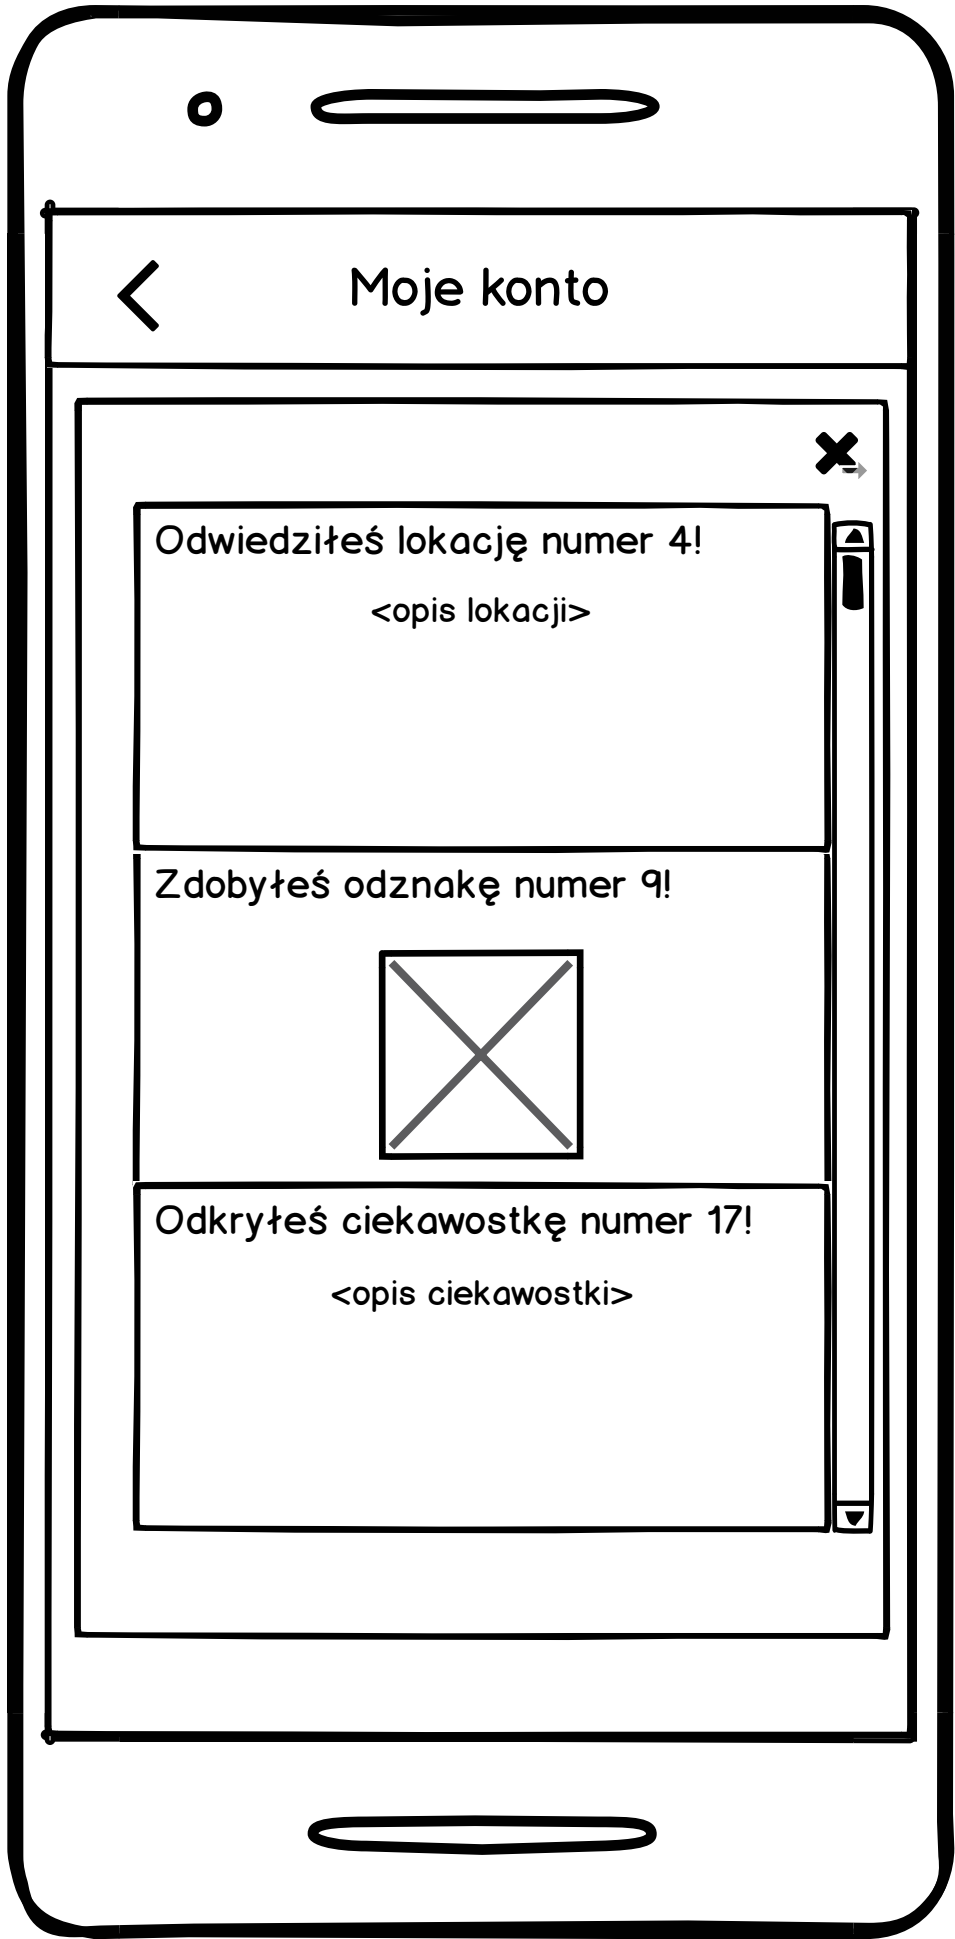 Moje konto
Odwiedziłeś lokację numer 4!
<opis lokacji>
Zdobyłeś odznakę numer 9!
Odkryłeś ciekawostkę numer 17!
<opis ciekawostki>